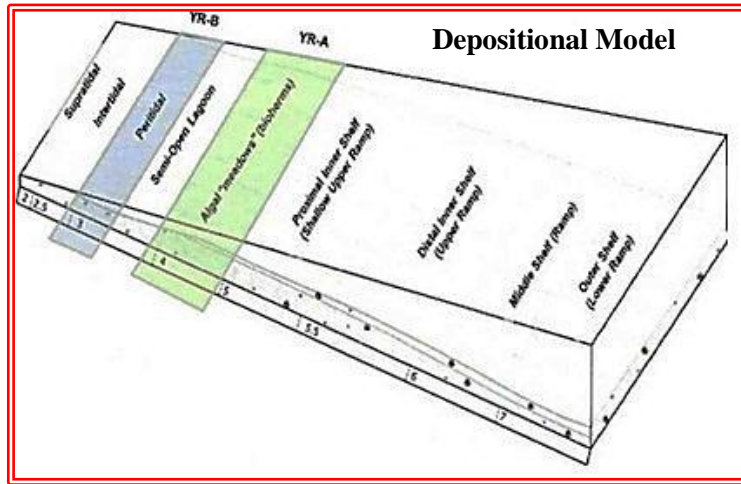 YR-B
YR-A
Depositional Model
Supratidal
Intertidal
Peritidal
Semi-Open Lagoon
Algal "meadows" (bioherms)
Proximal Inner Shelf
(Shallow Upper Ramp)
Distal Inner Shelf
(Upper Ramp)
Middle Shelf (Ramp)
Outer Shelf
(Lower Ramp)
2 2.5 3 4 5 5.5 6 7